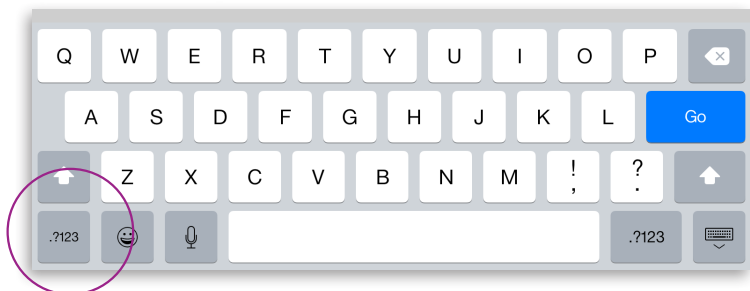 Q W E R T Y U I O P
A S D F G H J K L Go
Z X C V B N M ! ?
, .
.?123 .?123